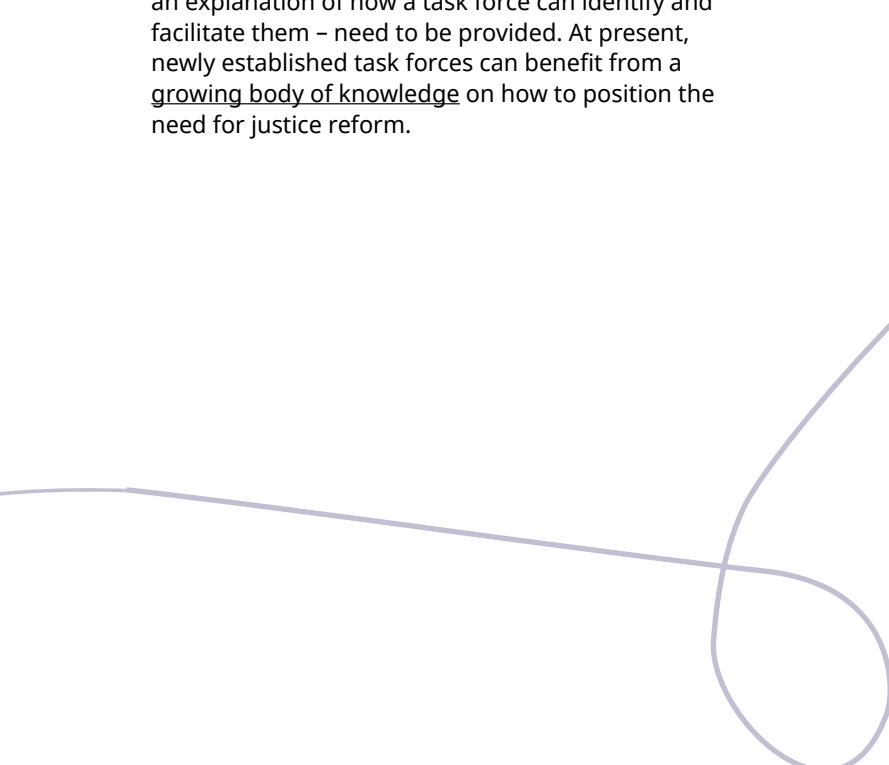 an explanation of how a task force can identify and
facilitate them – need to be provided. At present,
newly established task forces can benefit from a
growing body of knowledge on how to position the
need for justice reform.